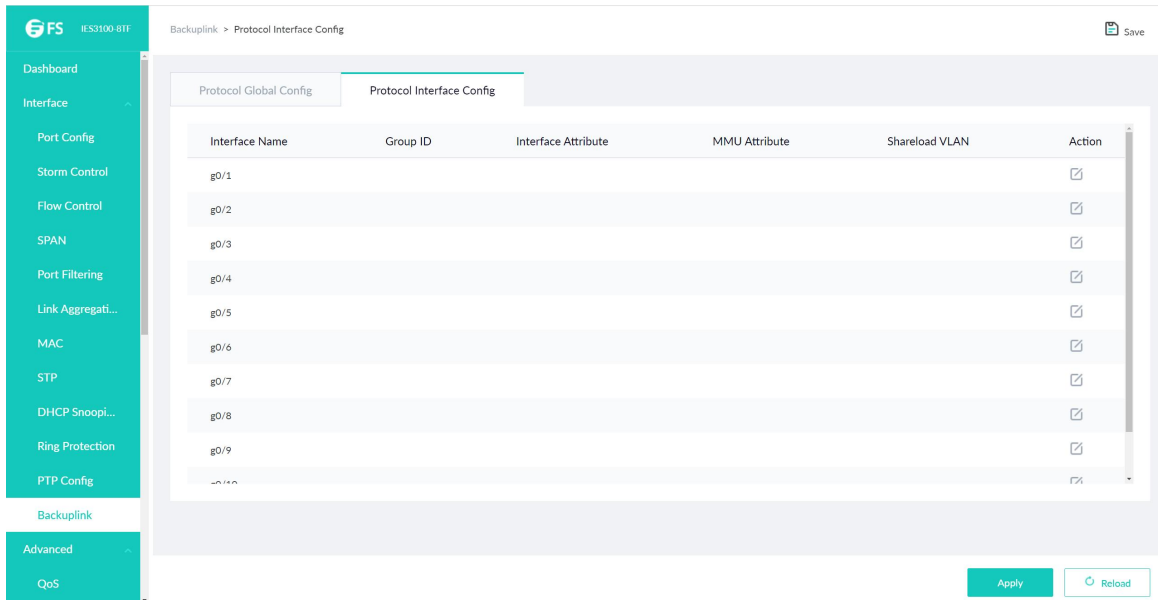 FS IES3100-8TF
Backuplink > Protocol Interface Config
Save
Dashboard
Interface
Port Config
Storm Control
Flow Control
SPAN
Port Filtering
Link Aggregati...
MAC
STP
DHCP Snoopi...
Ring Protection
PTP Config
Backuplink
Advanced
QoS
Protocol Global Config Protocol Interface Config
Interface Name Group ID Interface Attribute MMU Attribute Shareload VLAN Action
g0/1
g0/2
g0/3
g0/4
g0/5
g0/6
g0/7
g0/8
g0/9
Apply Reload